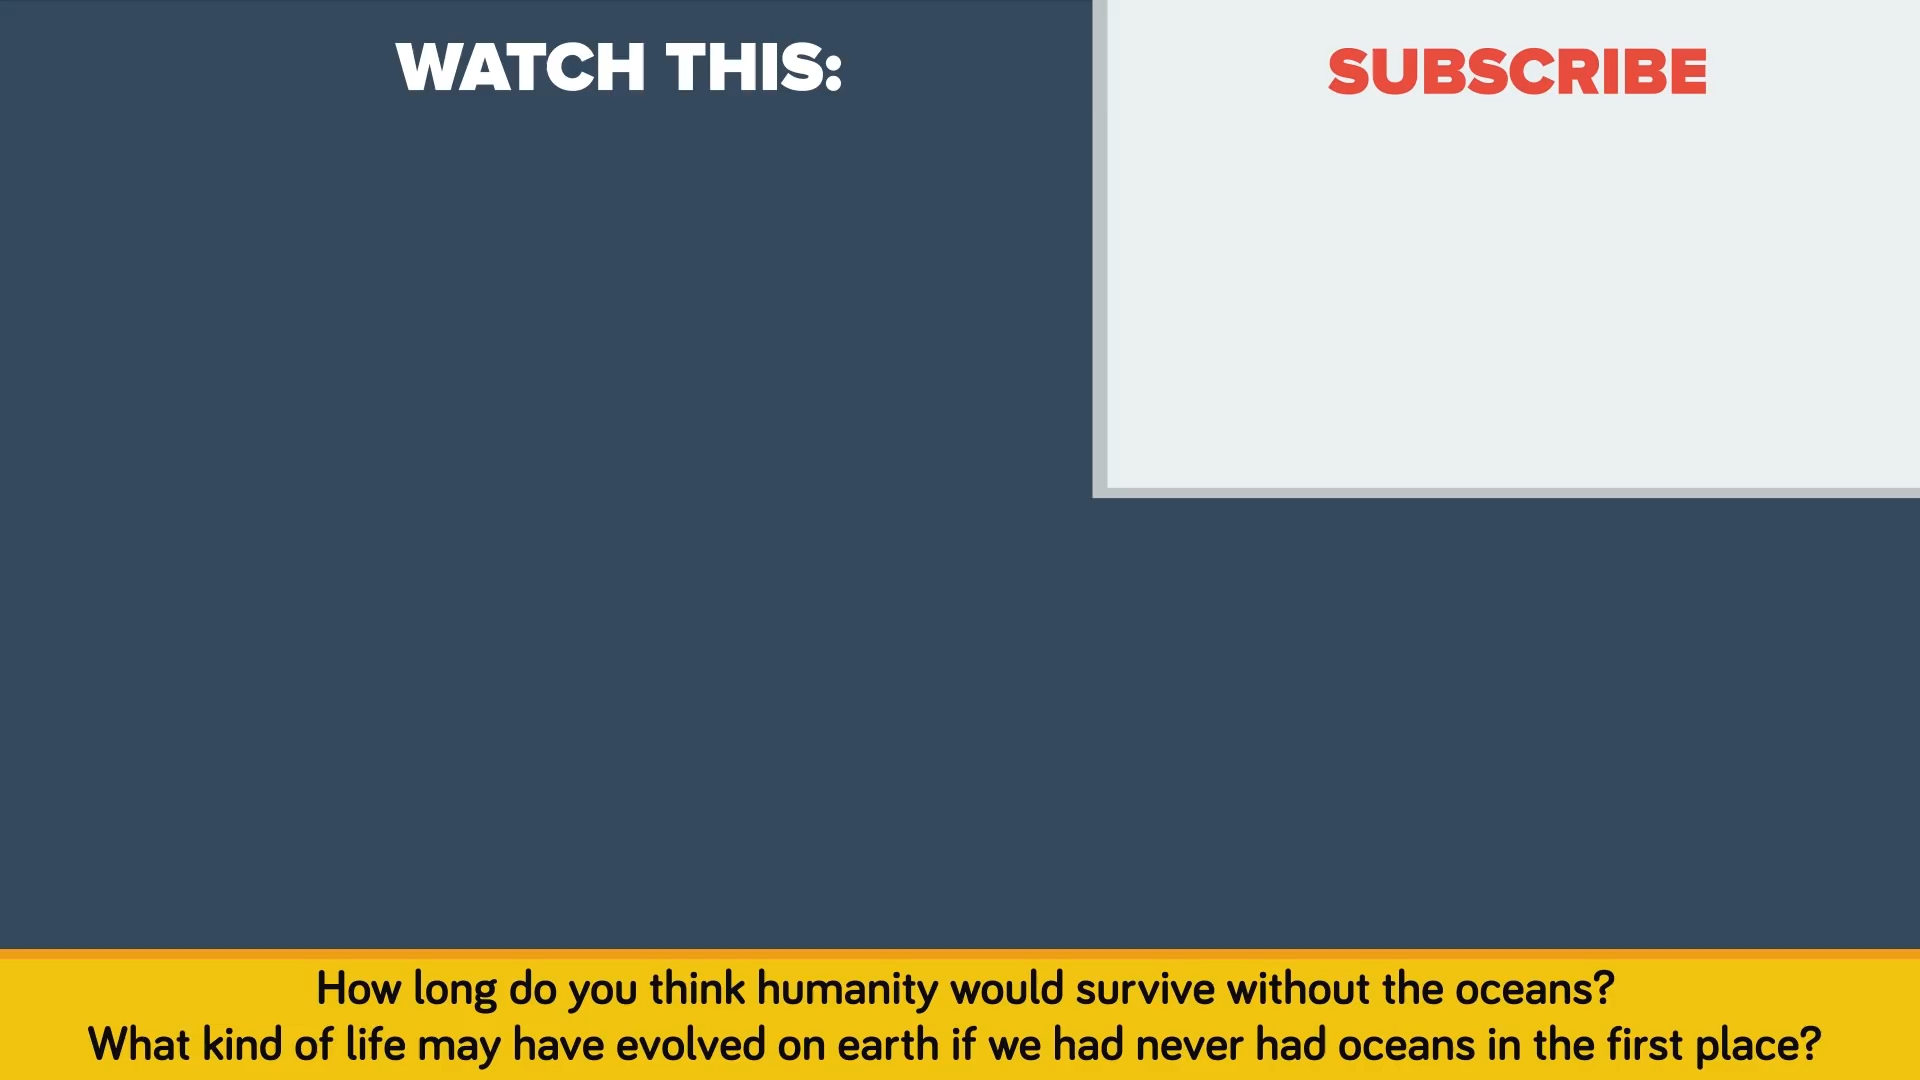 WATCH THIS:
SUBSCRIBE
How long do you think humanity would survive without the oceans?
What kind of life may have evolved on earth if we had never had oceans in the first place?